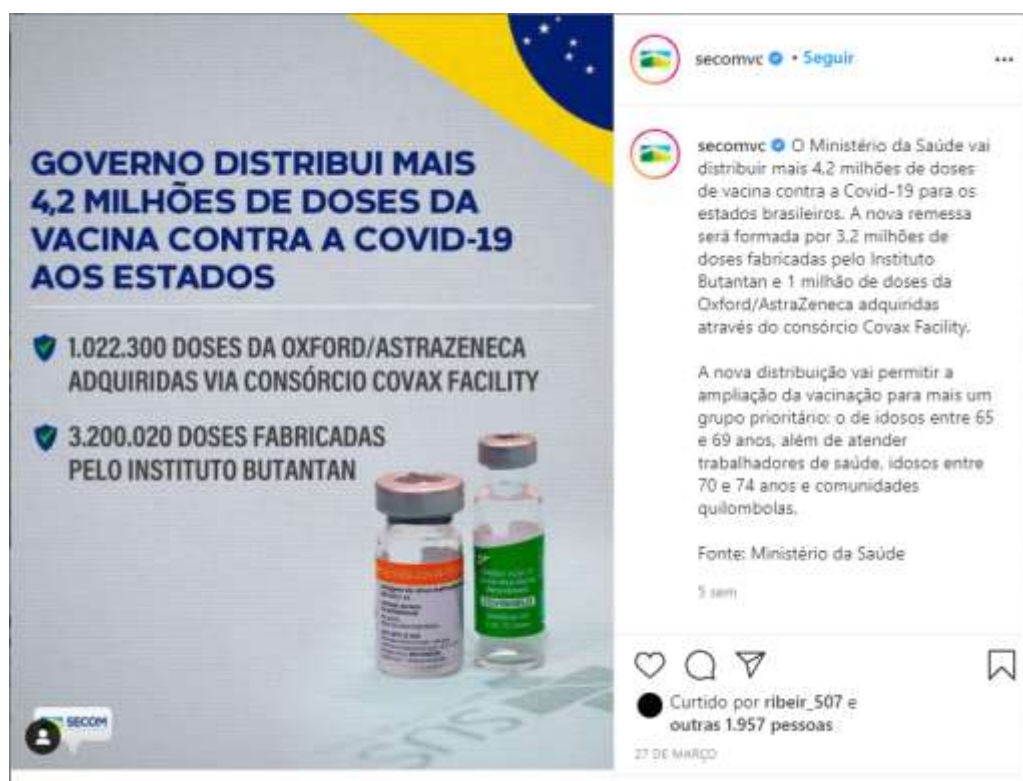 GOVERNO DISTRIBUI MAIS
4,2 MILHÕES DE DOSES DA
VACINA CONTRA A COVID-19
AOS ESTADOS
1.022.300 DOSES DA OXFORD/ASTRAZENECA
ADQUIRIDAS VIA CONSÓRCIO COVAX FACILITY
3.200.020 DOSES FABRICADAS
PELO INSTITUTO BUTANTAN
SUS
SECOM
secomvc • Seguir
secomvc O Ministério da Saúde vai
distribuir mais 4,2 milhões de doses
de vacina contra a Covid-19 para os
estados brasileiros. A nova remessa
será formada por 3,2 milhões de
doses fabricadas pelo Instituto
Butantan e 1 milhão de doses da
Oxford/AstraZeneca adquiridas
através do consórcio Covax Facility.
A nova distribuição vai permitir a
ampliação da vacinação para mais um
grupo prioritário: o de idosos entre 65
e 69 anos, além de atender
trabalhadores de saúde, idosos entre
70 e 74 anos e comunidades
quilombolas.
Fonte: Ministério da Saúde
5 sem
Curtido por ribeir_507 e
outras 1.957 pessoas
27 DE MARÇO